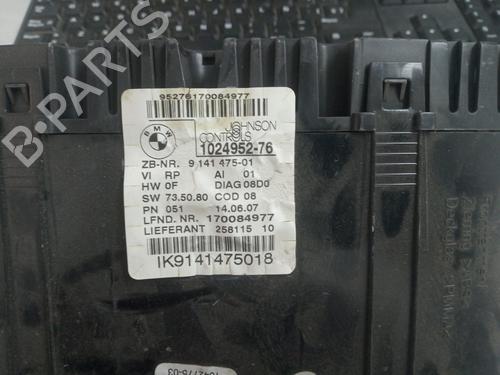 B-PARTS
95276170084977
BMW
JOHNSON
CONTROLS
1024952-76
ZB-NR. 9 141 475-01
VI RP AI 01
HW 0F DIAG 08D0
SW 73.50.80 COD 08
PN 051 14.06.07
LFND. NR. 170084977
LIEFERANT 258115 10
IK9141475018